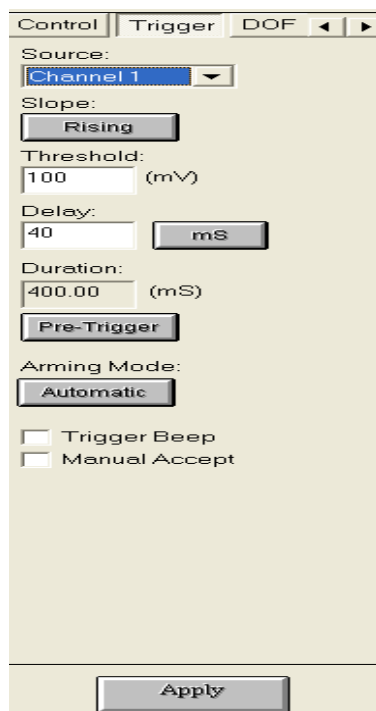 Control Trigger DOF
Source:
Channel 1
Slope:
Rising
Threshold:
100 (mV)
Delay:
40 mS
Duration:
400.00 (mS)
Pre-Trigger
Arming Mode:
Automatic
Trigger Beep
Manual Accept
Apply